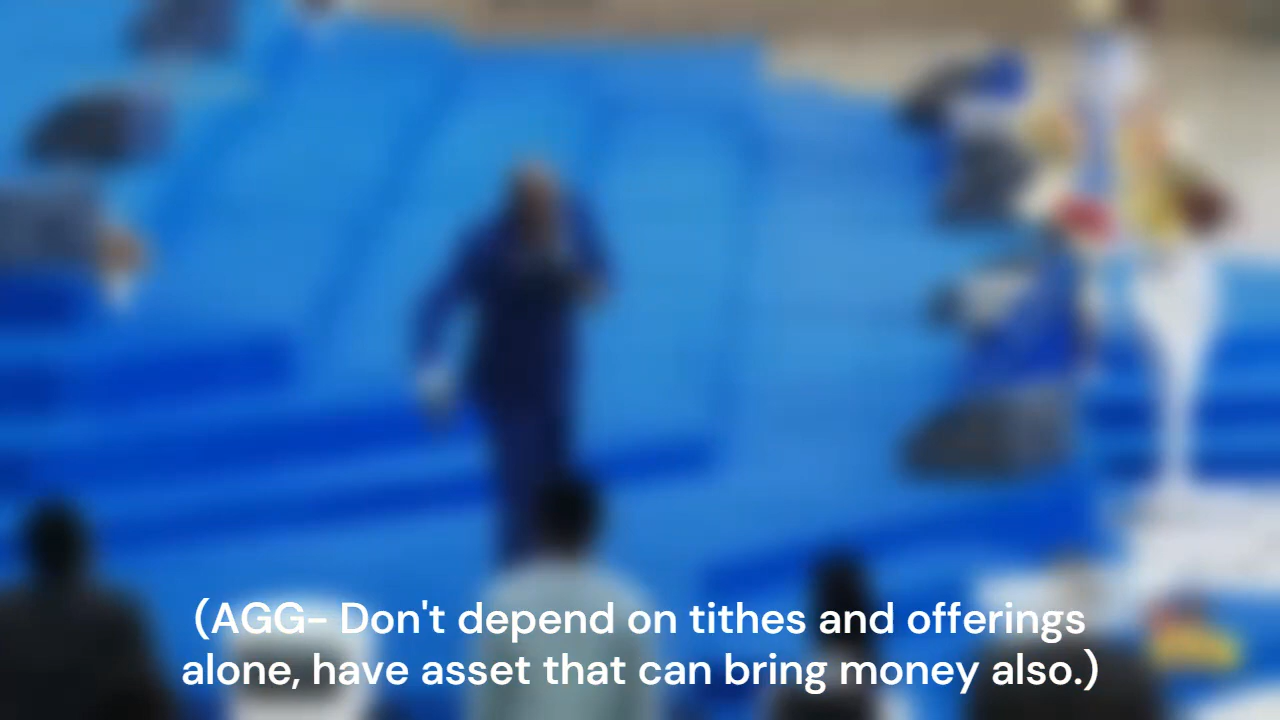 (AGG- Don't depend on tithes and offerings
alone, have asset that can bring money also.)